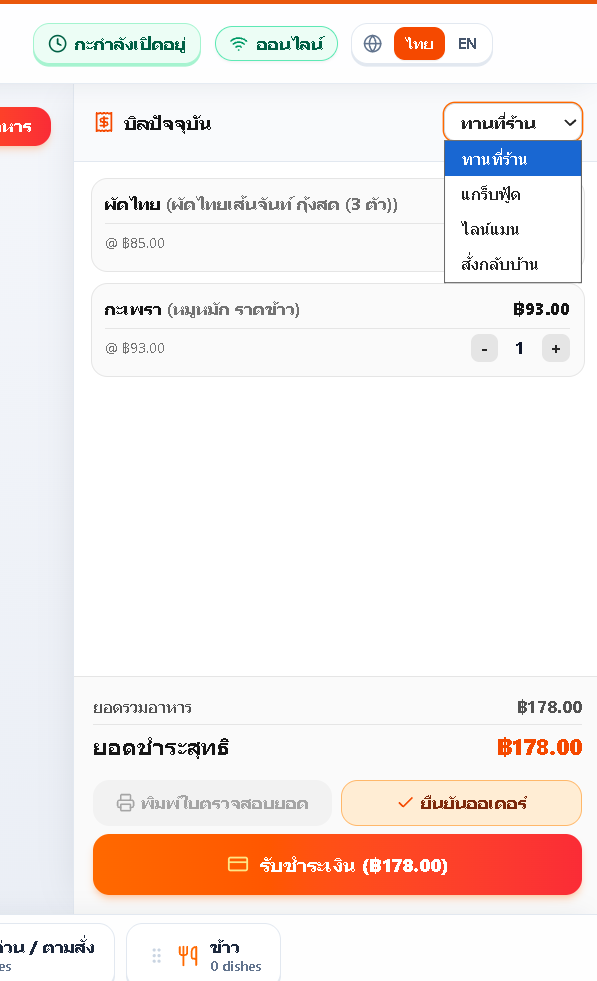 กะกำลังเปิดอยู่ ออนไลน์ ไทย EN
บิลปัจจุบัน ทานที่ร้าน
ทานที่ร้าน
แกร็บฟู้ด
ไลน์แมน
สั่งกลับบ้าน
ผัดไทย (ผัดไทยเส้นจันท์ กุ้งสด (3 ตัว))
@ ฿85.00
กะเพรา (หมูหมัก ราดข้าว) ฿93.00
@ ฿93.00 - 1 +
ยอดรวมอาหาร ฿178.00
ยอดชำระสุทธิ ฿178.00
พิมพ์ใบตรวจสอบยอด ยืนยันออเดอร์
รับชำระเงิน (฿178.00)
/ ตามสั่ง ข้าว
0 dishes